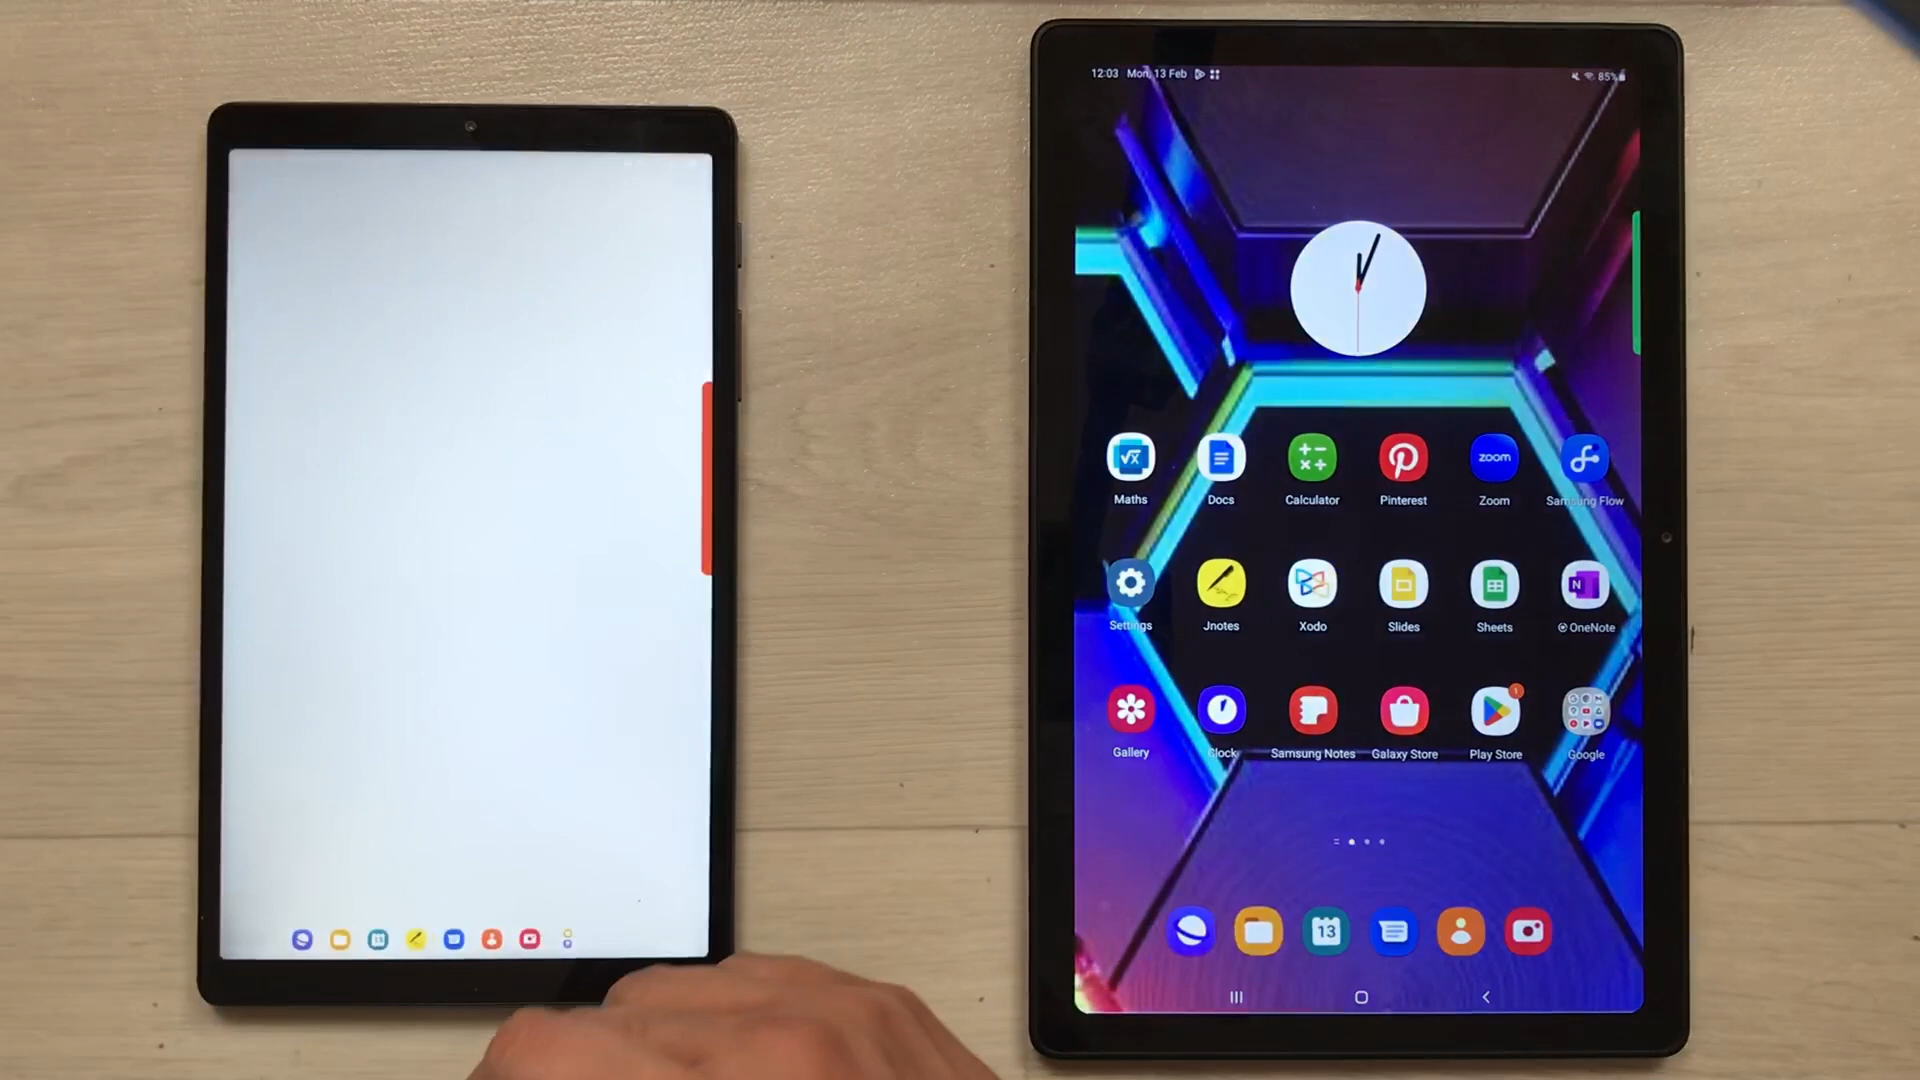 12:03 Mon, 13 Feb 85%
Maths Docs Calculator Pinterest Zoom Samsung Flow
zoom
Settings Jnotes Xodo Slides Sheets OneNote
N
1
Gallery Clock Samsung Notes Galaxy Store Play Store Google
13